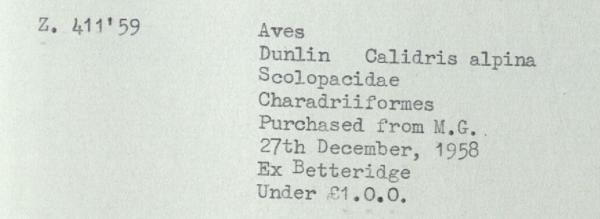 Z. 411'59
Aves
Dunlin Calidris alpina
Scolopacidae
Charadriiformes
Purchased from M.G.
27th December, 1958
Ex Betteridge
Under £1.0.0.